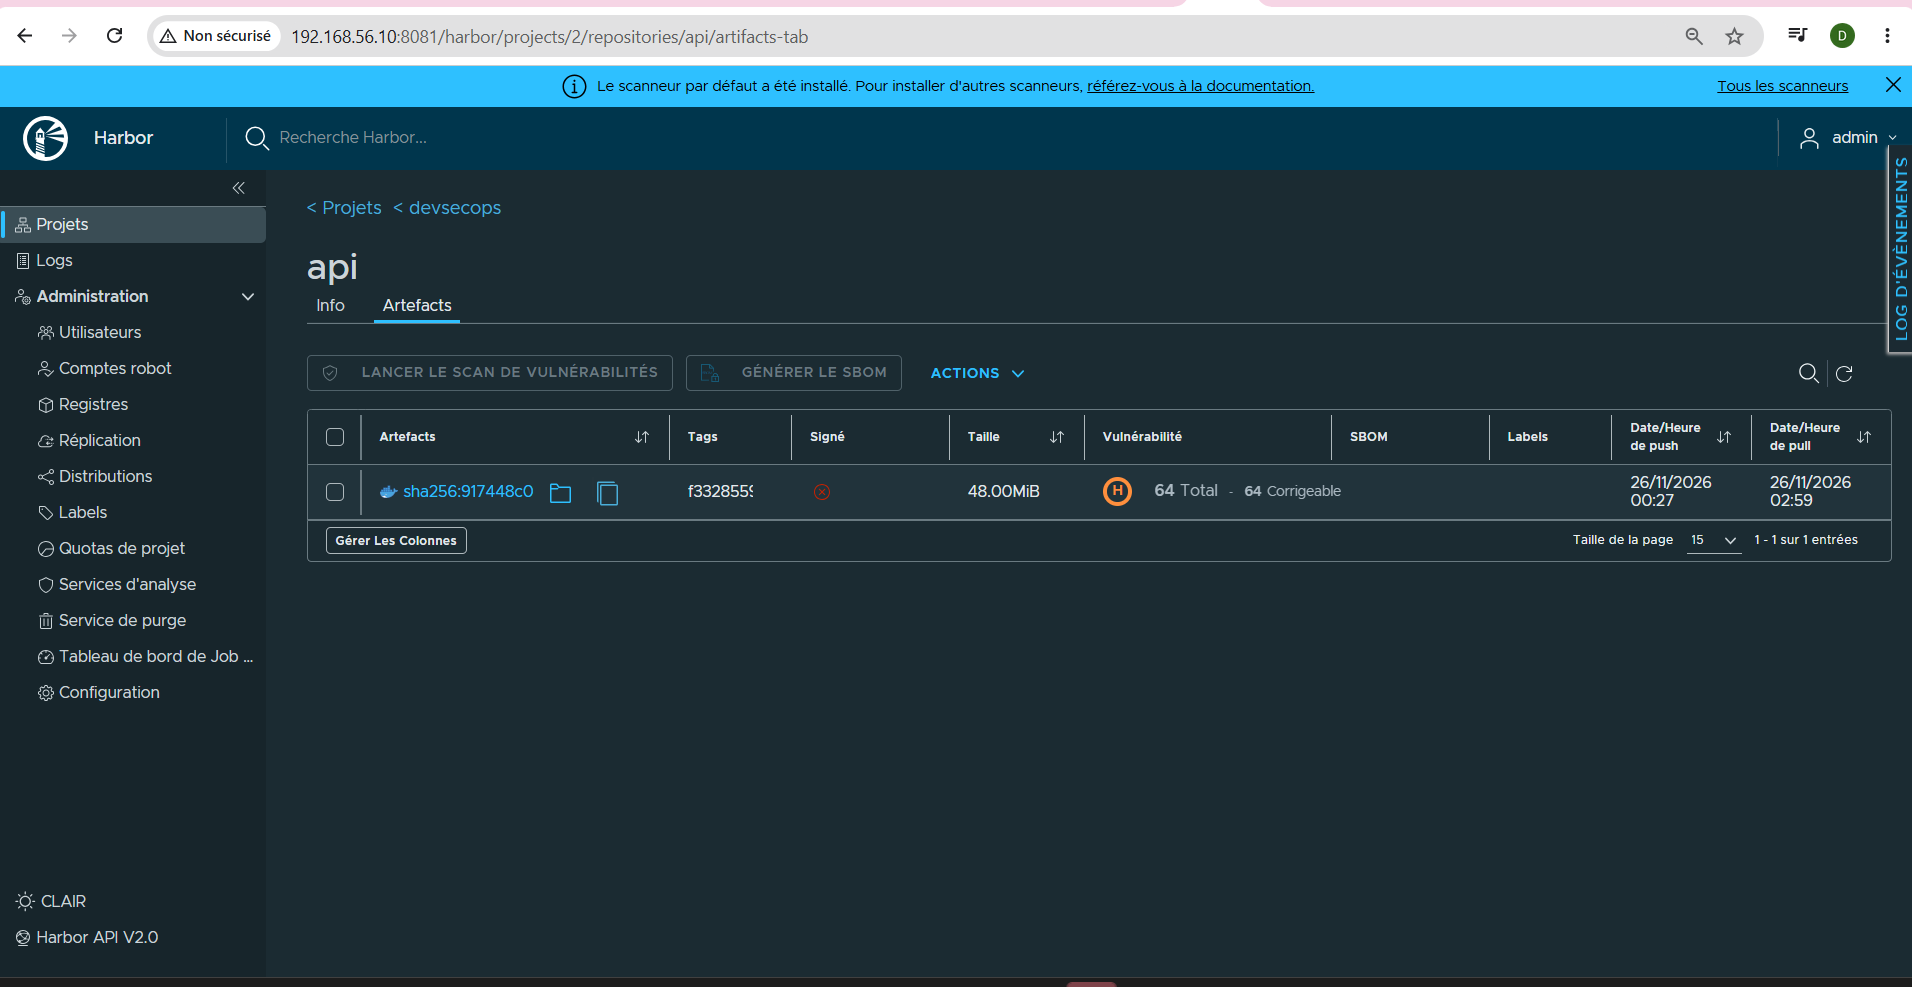 Non sécurisé
192.168.56.10:8081/harbor/projects/2/repositories/api/artifacts-tab
D
Le scanneur par défaut a été installé. Pour installer d'autres scanneurs, référez-vous à la documentation.
Tous les scanneurs
Harbor
Recherche Harbor...
admin
LOG D'ÉVÈNEMENTS
Projets
Logs
Administration
Utilisateurs
Comptes robot
Registres
Réplication
Distributions
Labels
Quotas de projet
Services d'analyse
Service de purge
Tableau de bord de Job ...
Configuration
CLAIR
Harbor API V2.0
< Projets < devsecops
api
Info Artefacts
LANCER LE SCAN DE VULNÉRABILITÉS GÉNÉRER LE SBOM ACTIONS
Artefacts Tags Signé Taille Vulnérabilité SBOM Labels Date/Heure de push Date/Heure de pull
sha256:917448c0 f3328559 48.00MiB H 64 Total - 64 Corrigeable 26/11/2026 00:27 26/11/2026 02:59
Gérer Les Colonnes Taille de la page 15 1 - 1 sur 1 entrées